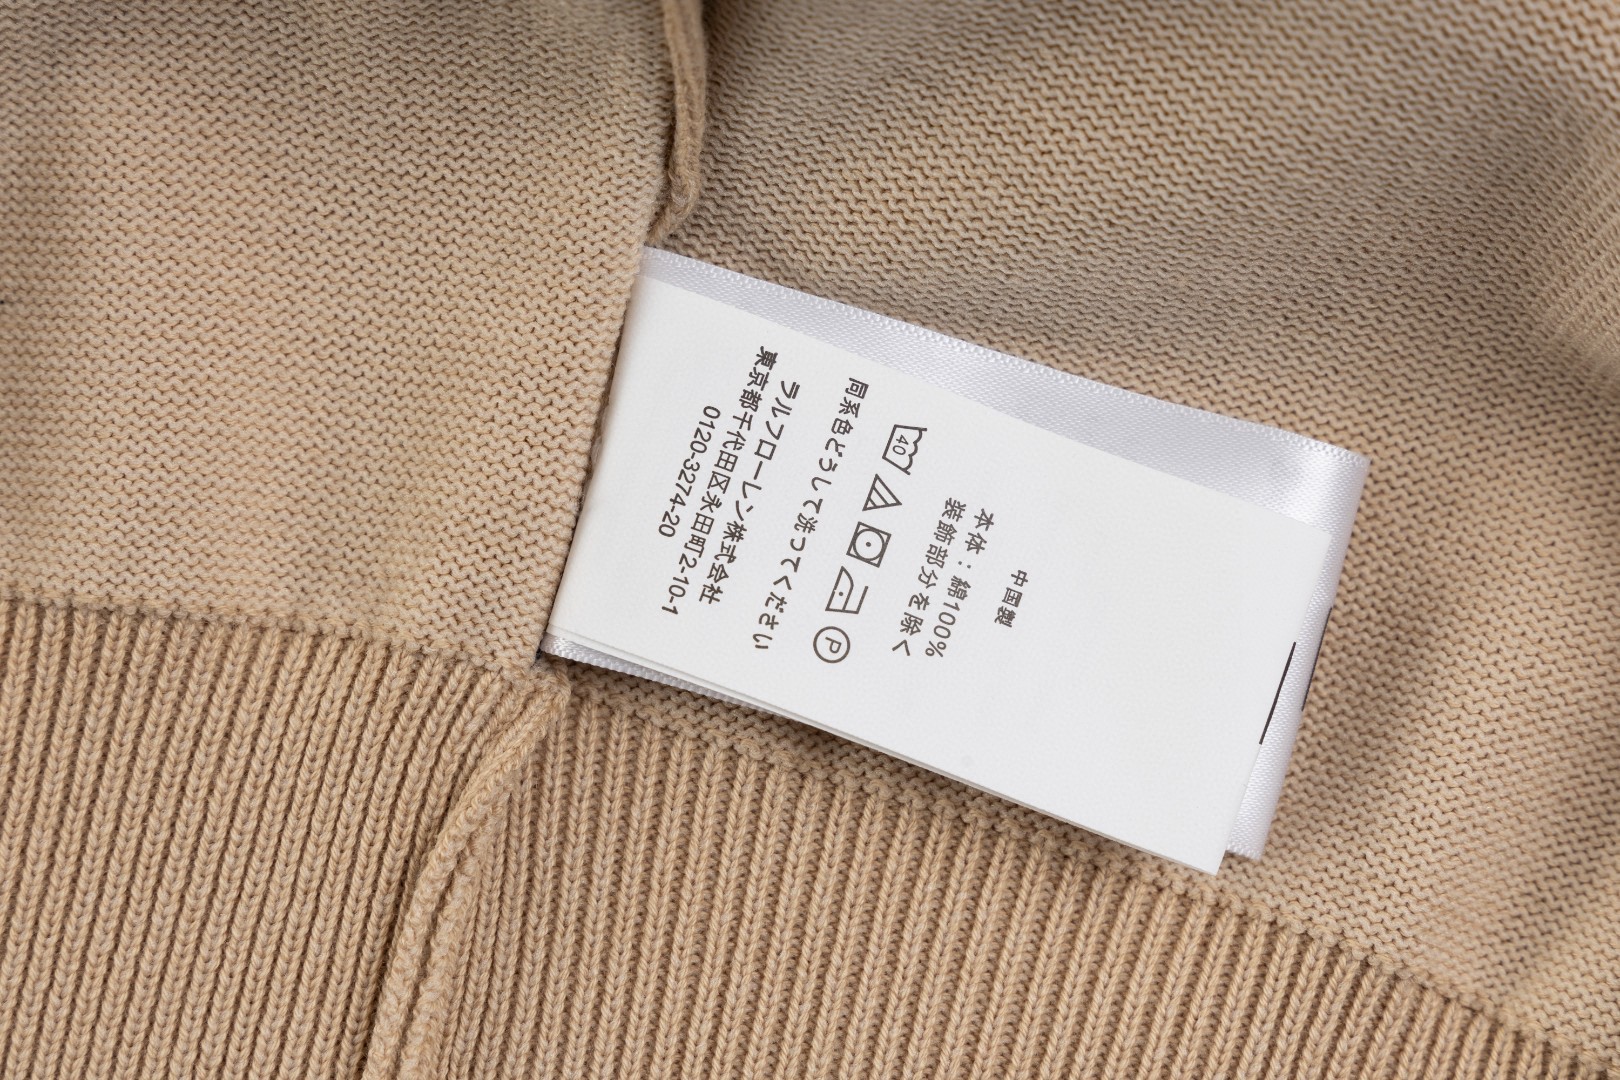 中国製
本体：綿100%
装飾部分を除く
40
P
同系色どうしで洗ってください
ラルフローレン株式会社
東京都千代田区永田町2-10-1
0120-3274-20